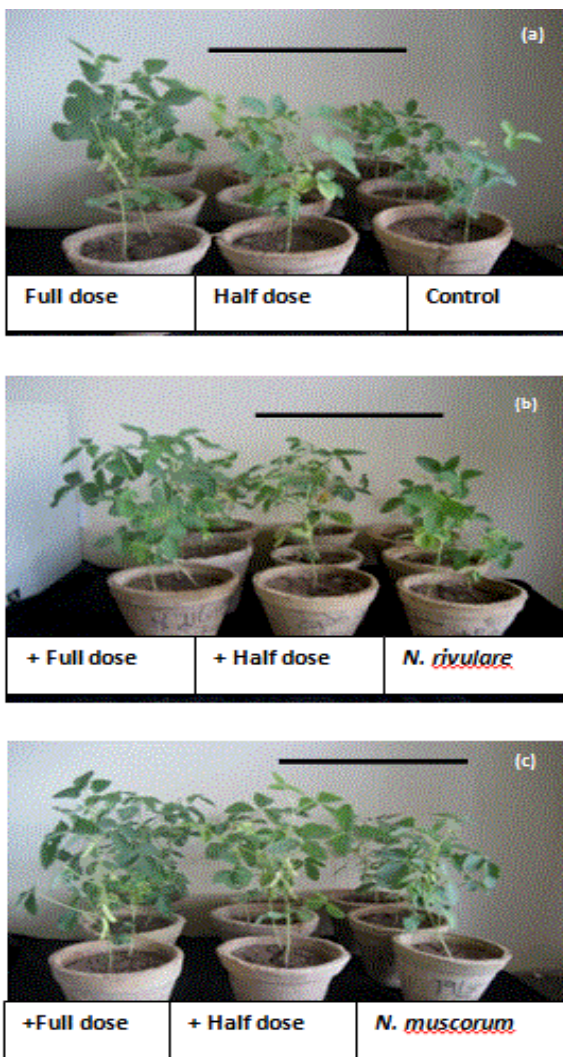 (a)
Full dose Half dose Control
(b)
+ Full dose + Half dose N. rivulare
(c)
+Full dose + Half dose N. muscorum